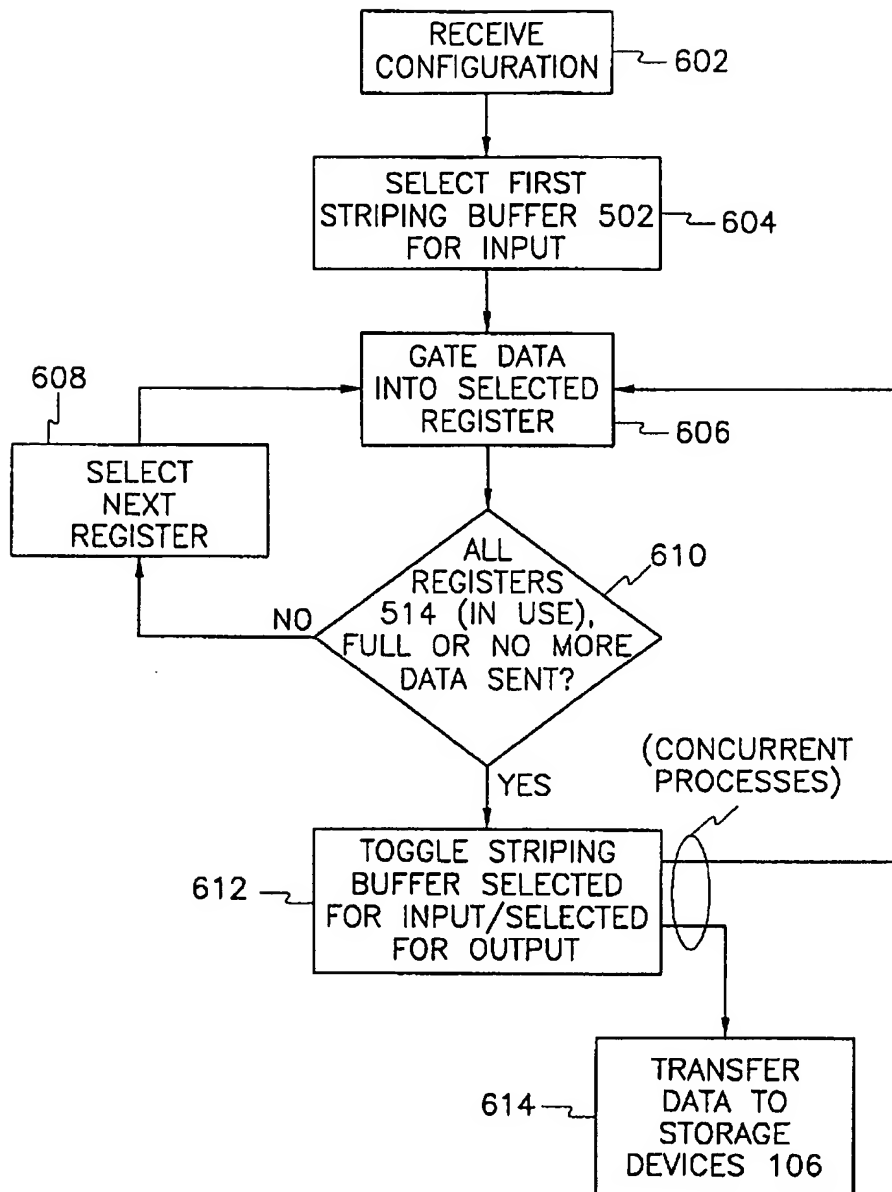 RECEIVE
CONFIGURATION
602
SELECT FIRST
STRIPING BUFFER 502
FOR INPUT
604
GATE DATA
INTO SELECTED
REGISTER
606
608
SELECT
NEXT
REGISTER
ALL
REGISTERS
514 (IN USE),
FULL OR NO MORE
DATA SENT?
610
NO
YES
(CONCURRENT
PROCESSES)
612
TOGGLE STRIPING
BUFFER SELECTED
FOR INPUT/SELECTED
FOR OUTPUT
614
TRANSFER
DATA TO
STORAGE
DEVICES 106